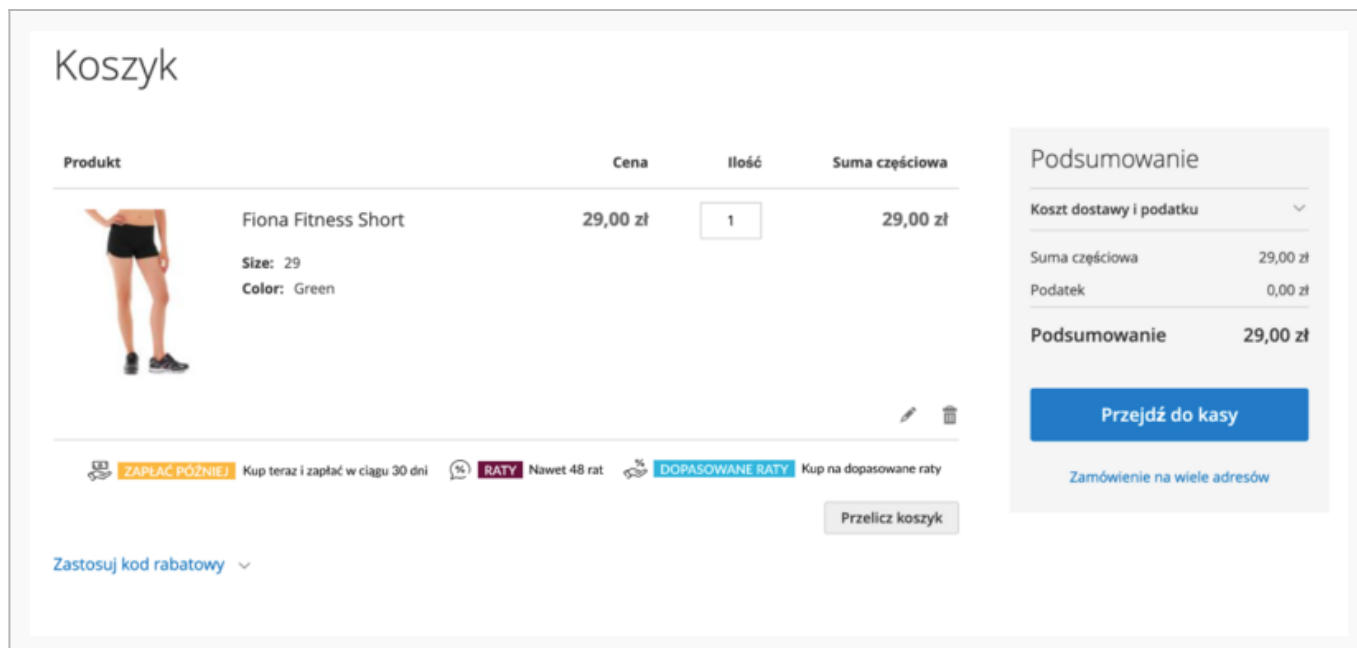 Koszyk
Produkt Cena Ilość Suma częściowa
Fiona Fitness Short 29,00 zł 1 29,00 zł
Size: 29
Color: Green
ZAPŁAĆ PÓŹNIEJ Kup teraz i zapłać w ciągu 30 dni % RATY Nawet 48 rat % DOPASOWANE RATY Kup na dopasowane raty
Przelicz koszyk
Zastosuj kod rabatowy
Podsumowanie
Koszt dostawy i podatku
Suma częściowa 29,00 zł
Podatek 0,00 zł
Podsumowanie 29,00 zł
Przejdź do kasy
Zamówienie na wiele adresów